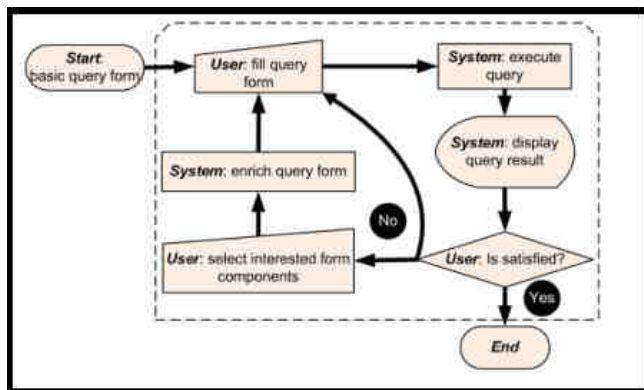 Start:
basic query form
User: fill query
form
System: execute
query
System: display
query result
System: enrich query form
No
User: select interested form
components
User: Is satisfied?
Yes
End